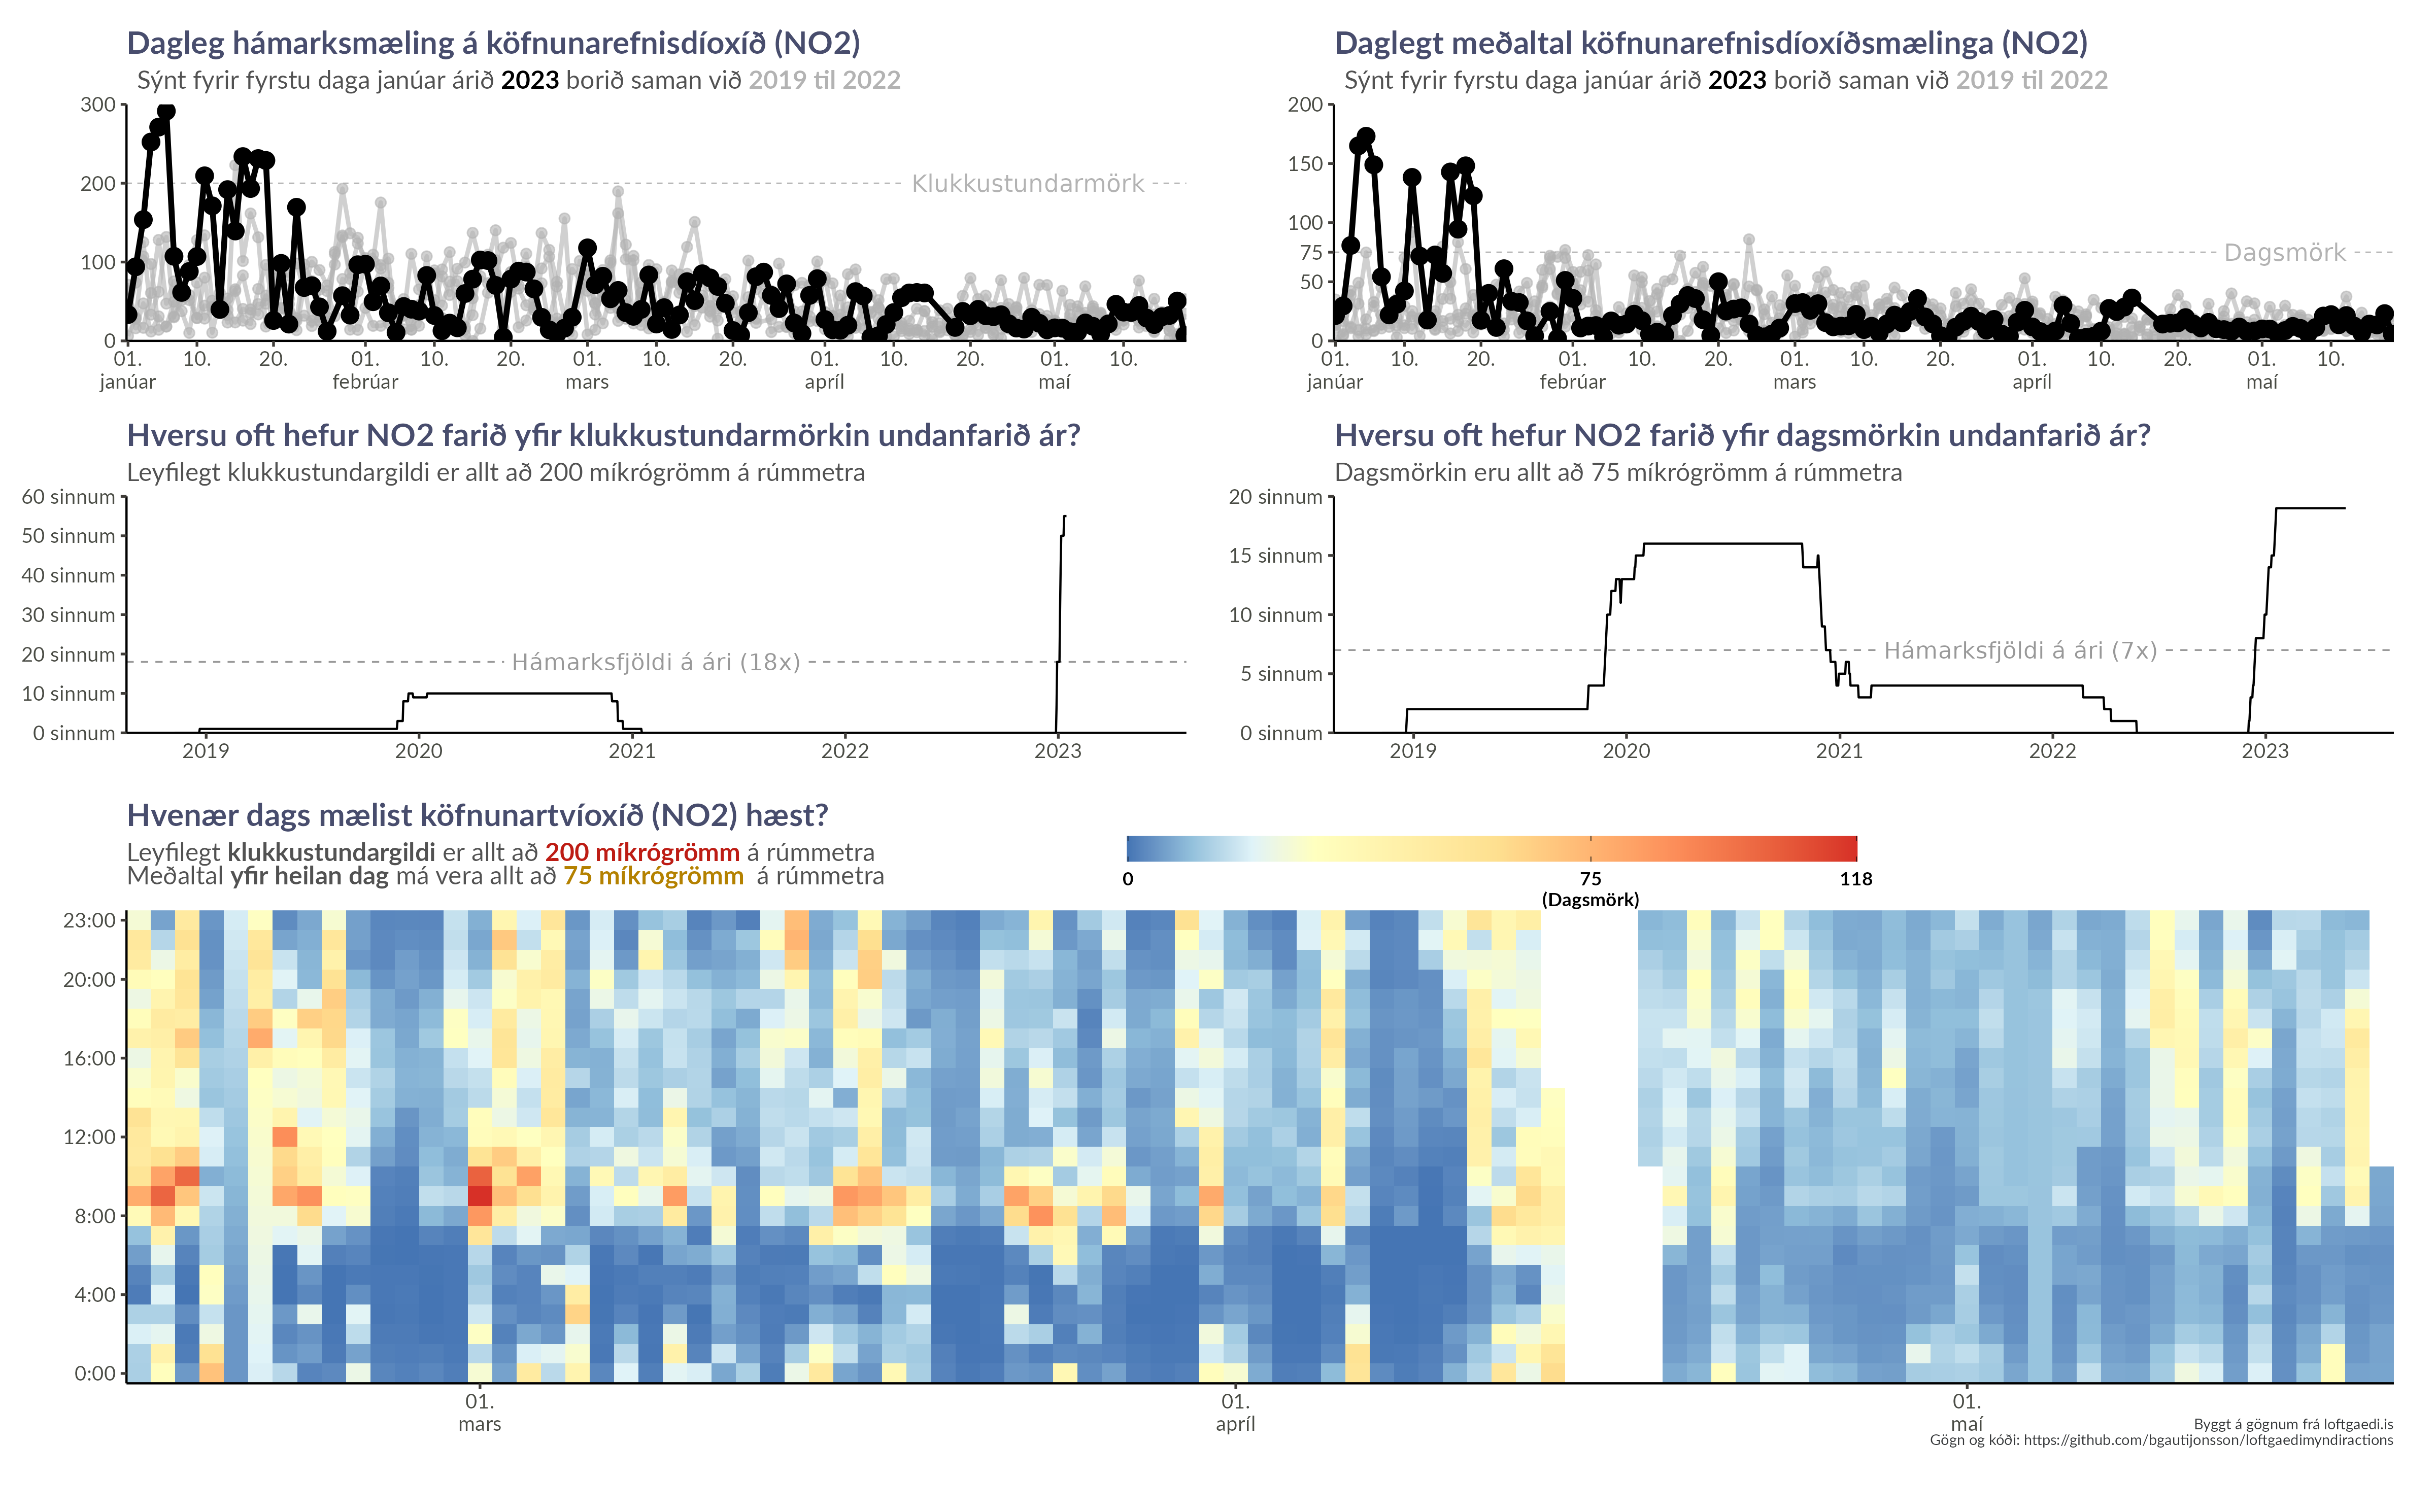 Dagleg hámarksmæling á köfnunarefnisdíoxíð (NO2)
Sýnt fyrir fyrstu daga janúar árið 2023 borið saman við 2019 til 2022
300
200
100
0
Klukkustundarmörk
01. 10. 20. 01. 10. 20. 01. 10. 20. 01. 10. 20. 01. 10.
janúar febrúar mars apríl maí
Daglegt meðaltal köfnunarefnisdíoxíðsmælinga (NO2)
Sýnt fyrir fyrstu daga janúar árið 2023 borið saman við 2019 til 2022
200
150
100
75
50
0
Dagsmörk
01. 10. 20. 01. 10. 20. 01. 10. 20. 01. 10. 20. 01. 10.
janúar febrúar mars apríl maí
Hversu oft hefur NO2 farið yfir klukkustundarmörkin undanfarið ár?
Leyfilegt klukkustundargildi er allt að 200 míkrógrömm á rúmmetra
60 sinnum
50 sinnum
40 sinnum
30 sinnum
20 sinnum
10 sinnum
0 sinnum
Hámarksfjöldi á ári (18x)
2019 2020 2021 2022 2023
Hversu oft hefur NO2 farið yfir dagsmörkin undanfarið ár?
Dagsmörkin eru allt að 75 míkrógrömm á rúmmetra
20 sinnum
15 sinnum
10 sinnum
5 sinnum
0 sinnum
Hámarksfjöldi á ári (7x)
2019 2020 2021 2022 2023
Hvenær dags mælist köfnunartvíoxíð (NO2) hæst?
Leyfilegt klukkustundargildi er allt að 200 míkrógrömm á rúmmetra
Meðaltal yfir heilan dag má vera allt að 75 míkrógrömm á rúmmetra
0 75 118
(Dagsmörk)
23:00
20:00
16:00
12:00
8:00
4:00
0:00
01. 01. 01.
mars apríl maí
Byggt á gögnum frá loftgaedi.is
Gögn og kóði: https://github.com/bgautijonsson/loftgaedimyndiractions